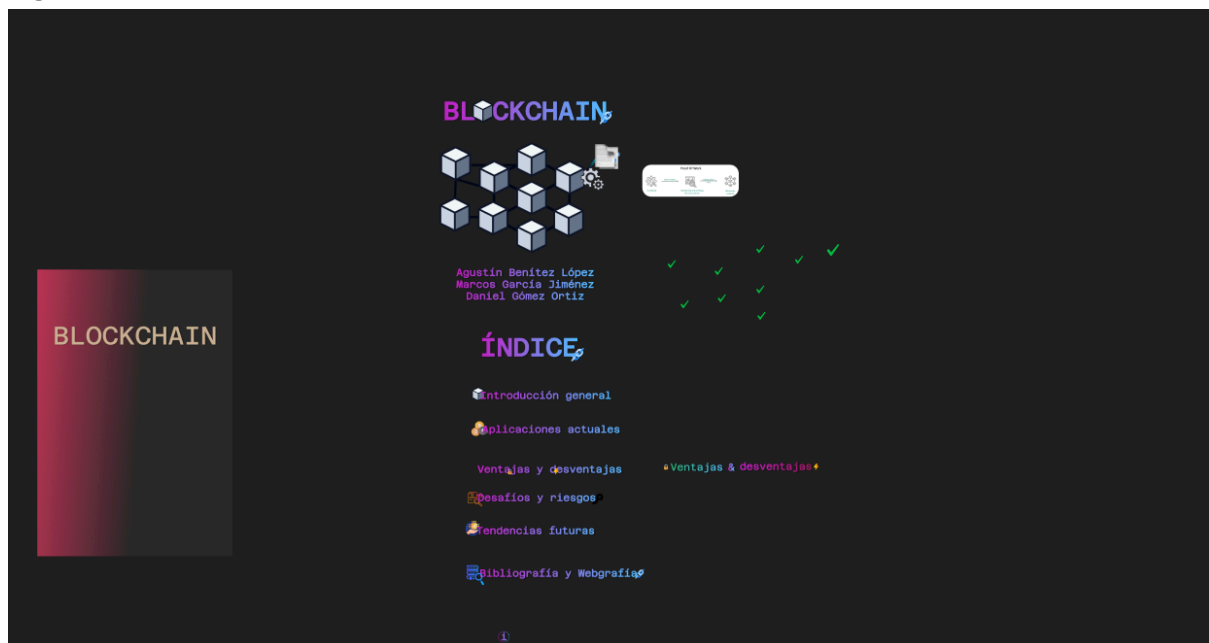 BLOCKCHAIN
Agustín Benítez López
Marcos García Jiménez
Daniel Gómez Ortiz
BLOCKCHAIN
ÍNDICE
Introducción general
Aplicaciones actuales
Ventajas y desventajas
Ventajas & desventajas
Desafíos y riesgos
Tendencias futuras
Bibliografía y Webgrafía
i